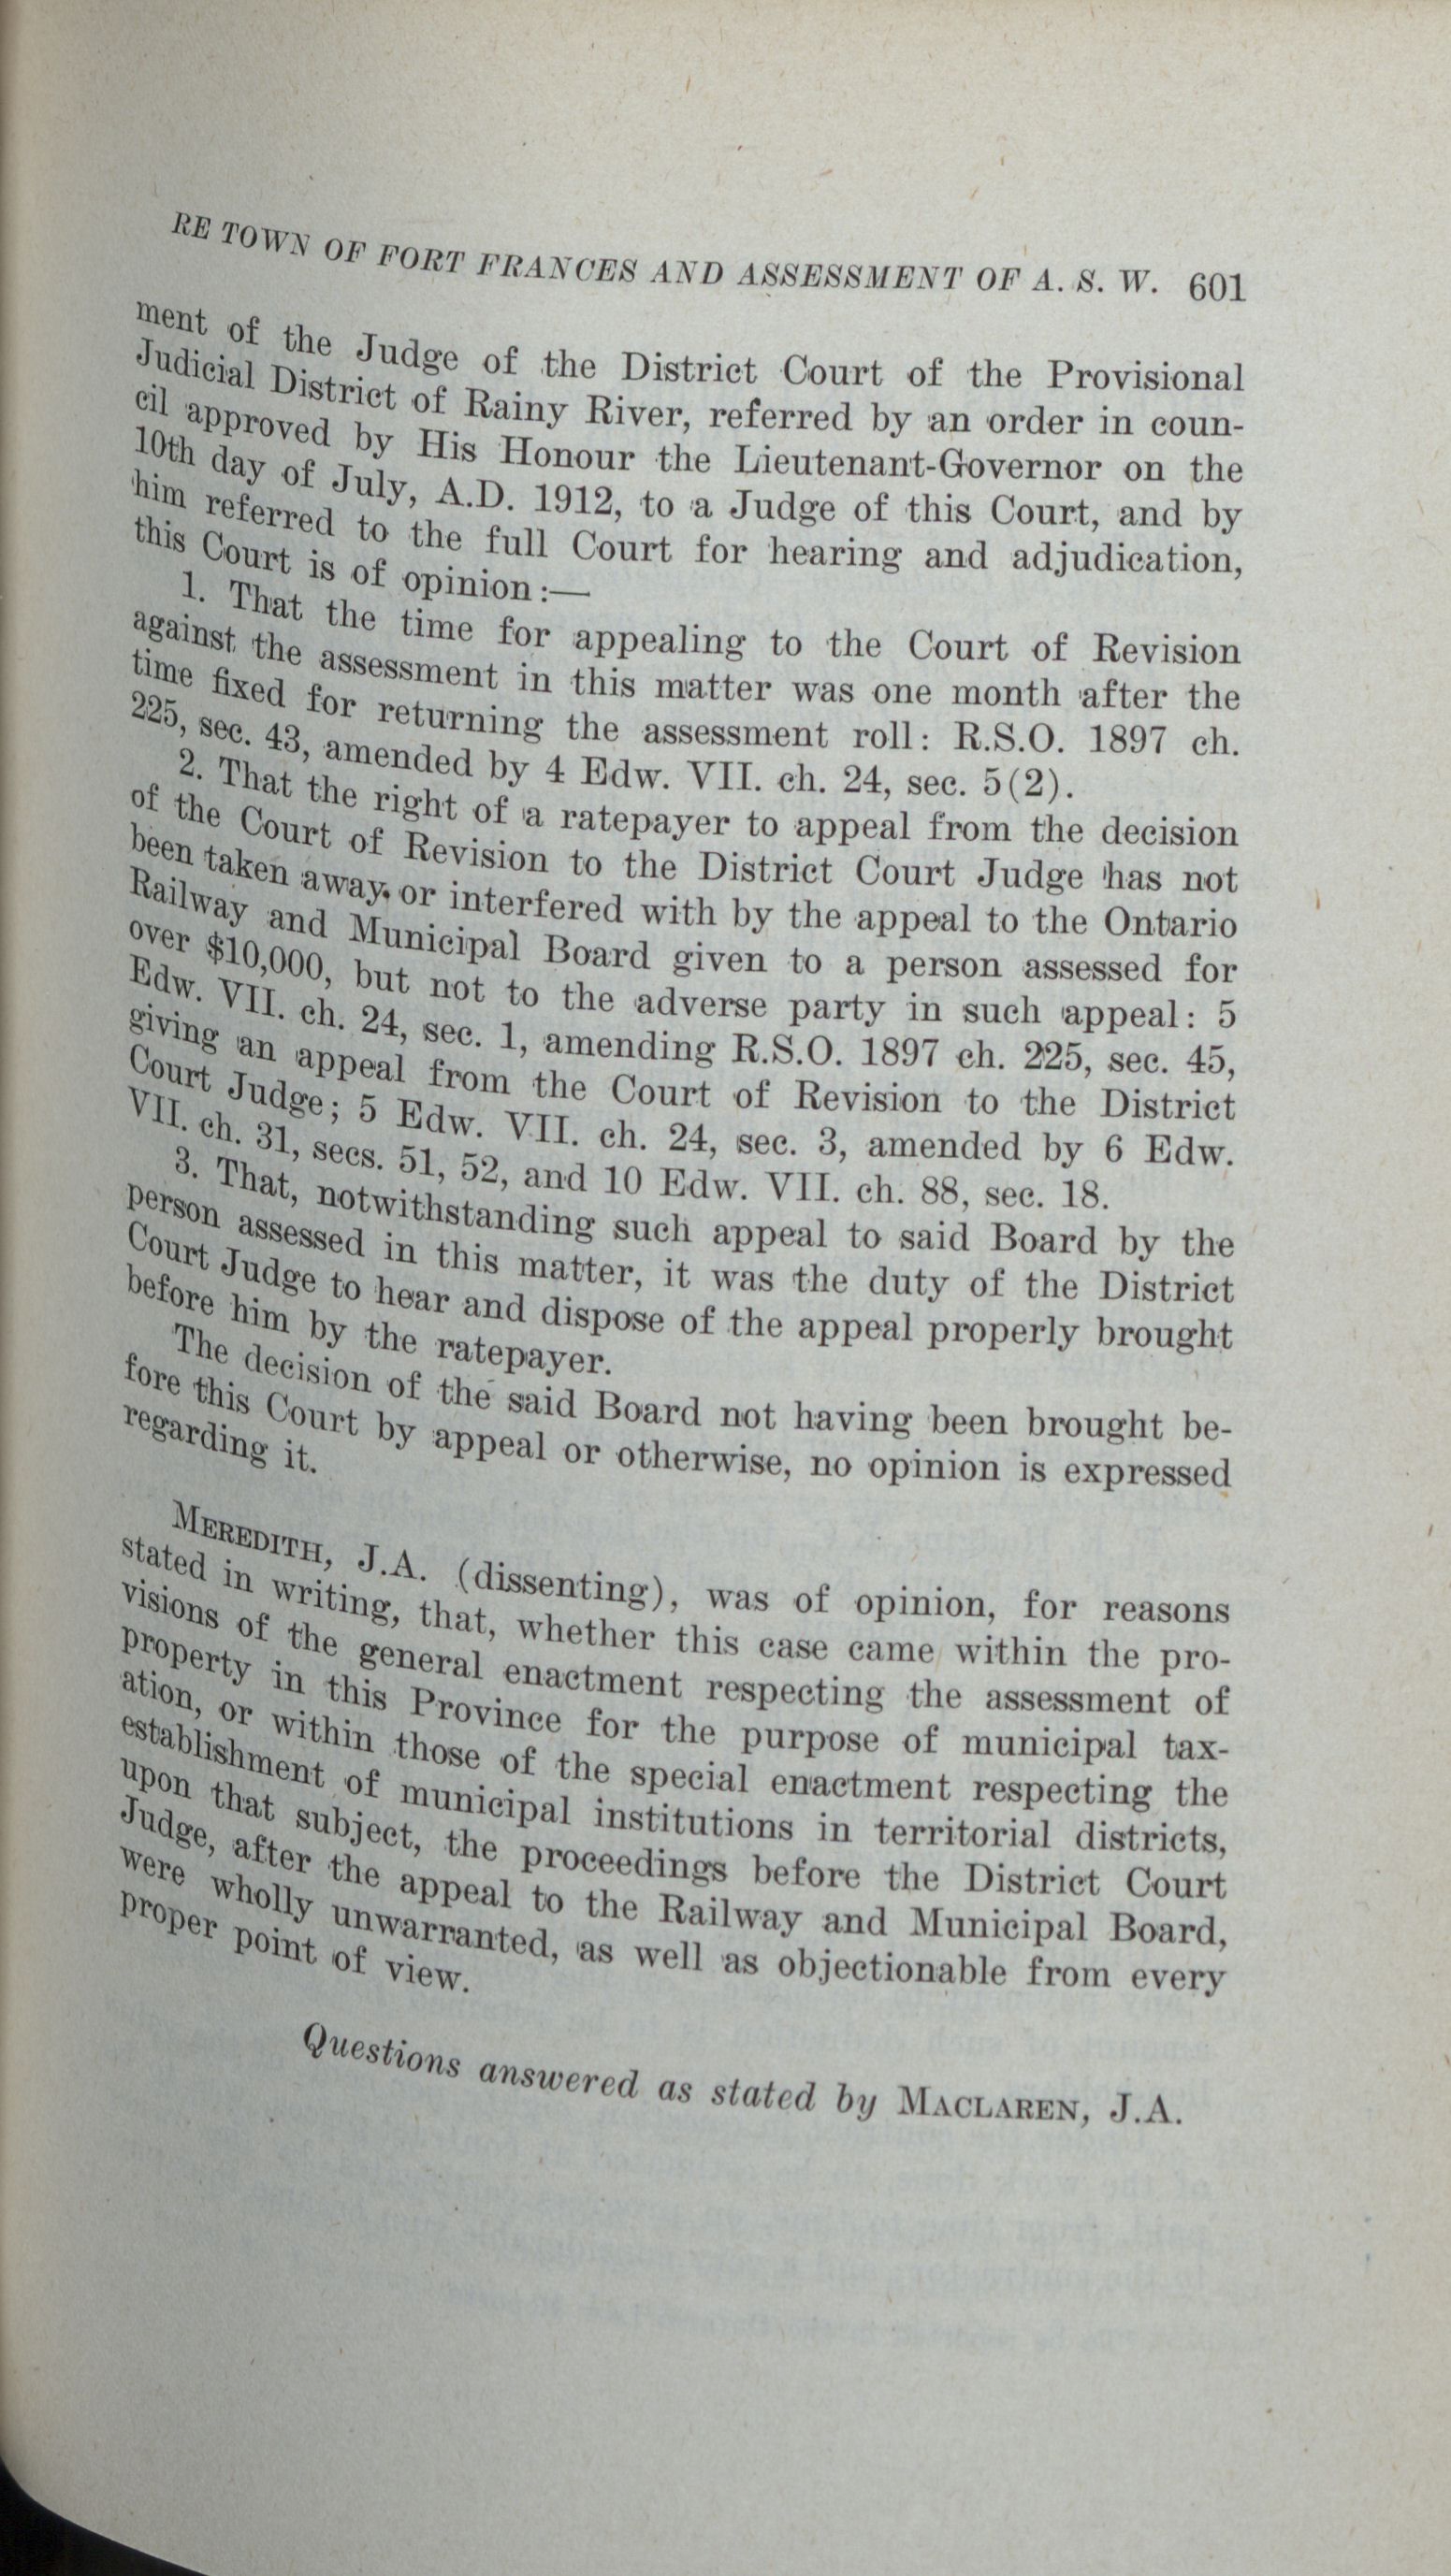 RE TOWN OF FORT FRANCES AND ASSESSMENT OF A. S. W. 601
ment of the Judge of the District Court of the Provisional
Judicial District of Rainy River, referred by an order in coun-
cil approved by His Honour the Lieutenant-Governor on the
10th day of July, A.D. 1912, to a Judge of this Court, and by
him referred to the full Court for hearing and adjudication,
this Court is of opinion:—
1. That the time for appealing to the Court of Revision
against the assessment in this matter was one month after the
time fixed for returning the assessment roll: R.S.O. 1897 ch.
225, sec. 43, amended by 4 Edw. VII. ch. 24, sec. 5(2).
2. That the right of a ratepayer to appeal from the decision
of the Court of Revision to the District Court Judge has not
been taken away or interfered with by the appeal to the Ontario
Railway and Municipal Board given to a person assessed for
over $10,000, but not to the adverse party in such appeal: 5
Edw. VII. ch. 24, sec. 1, amending R.S.O. 1897 ch. 225, sec. 45,
giving an appeal from the Court of Revision to the District
Court Judge; 5 Edw. VII. ch. 24, sec. 3, amended by 6 Edw.
VII. ch. 31, secs. 51, 52, and 10 Edw. VII. ch. 88, sec. 18.
3. That, notwithstanding such appeal to said Board by the
person assessed in this matter, it was the duty of the District
Court Judge to hear and dispose of the appeal properly brought
before him by the ratepayer.
The decision of the said Board not having been brought be-
fore this Court by appeal or otherwise, no opinion is expressed
regarding it.
MEREDITH, J.A. (dissenting), was of opinion, for reasons
stated in writing, that, whether this case came within the pro-
visions of the general enactment respecting the assessment of
property in this Province for the purpose of municipal tax-
ation, or within those of the special enactment respecting the
establishment of municipal institutions in territorial districts,
upon that subject, the proceedings before the District Court
Judge, after the appeal to the Railway and Municipal Board,
were wholly unwarranted, as well as objectionable from every
proper point of view.
Questions answered as stated by MACLAREN, J.A.